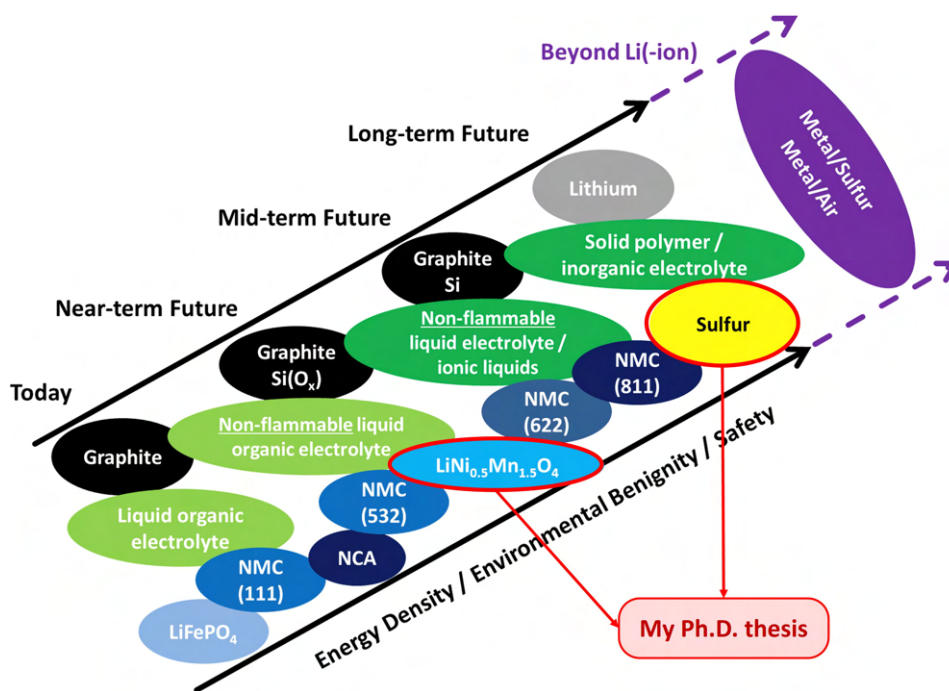 Beyond Li(-ion)
Long-term Future
Mid-term Future
Near-term Future
Today
Metal/Sulfur
Metal/Air
Lithium
Solid polymer /
inorganic electrolyte
Graphite
Si
Sulfur
Non-flammable
liquid electrolyte /
ionic liquids
Graphite
Si(Oₓ)
NMC
(811)
NMC
(622)
Non-flammable liquid
organic electrolyte
Graphite
LiNi₀.₅Mn₁.₅O₄
NMC
(532)
Liquid organic
electrolyte
NCA
NMC
(111)
LiFePO₄
Energy Density / Environmental Benignity / Safety
My Ph.D. thesis